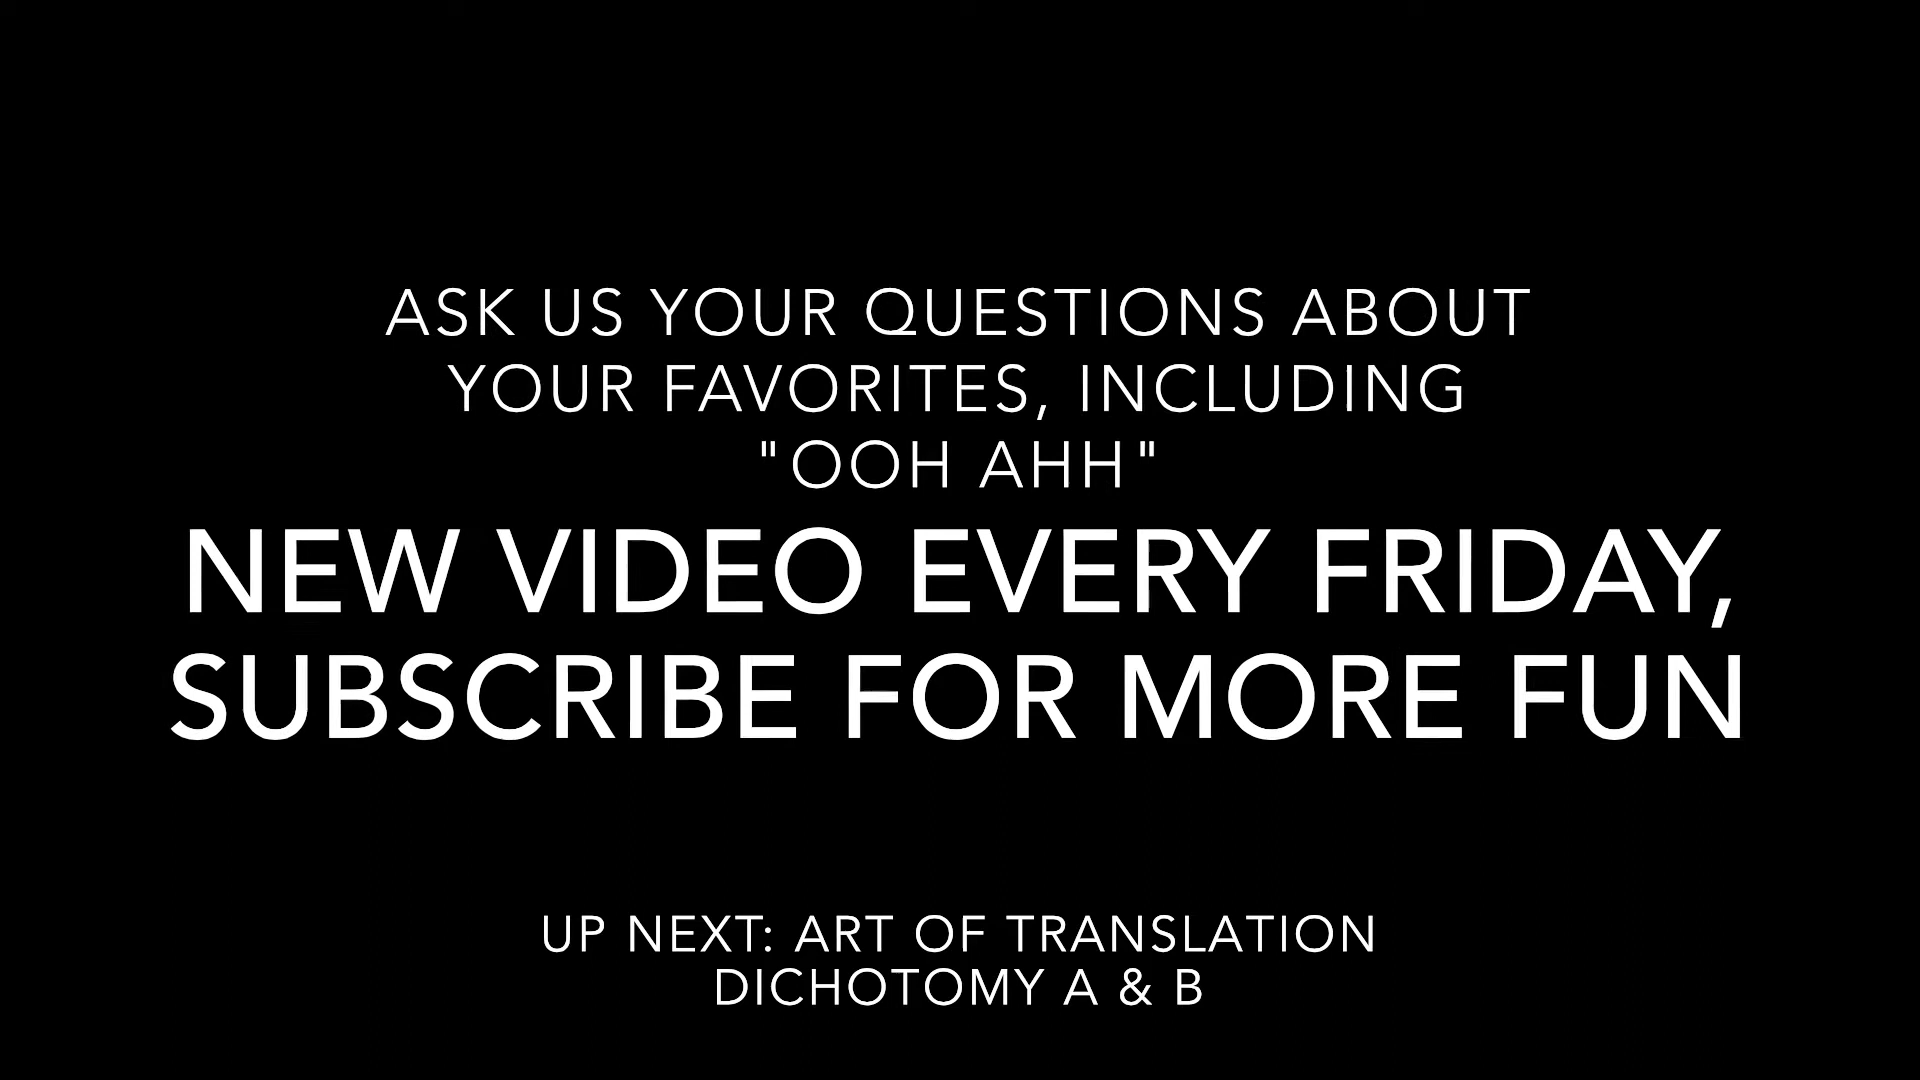 ASK US YOUR QUESTIONS ABOUT
YOUR FAVORITES, INCLUDING
"OOH AHH"
NEW VIDEO EVERY FRIDAY,
SUBSCRIBE FOR MORE FUN
UP NEXT: ART OF TRANSLATION
DICHOTOMY A & B